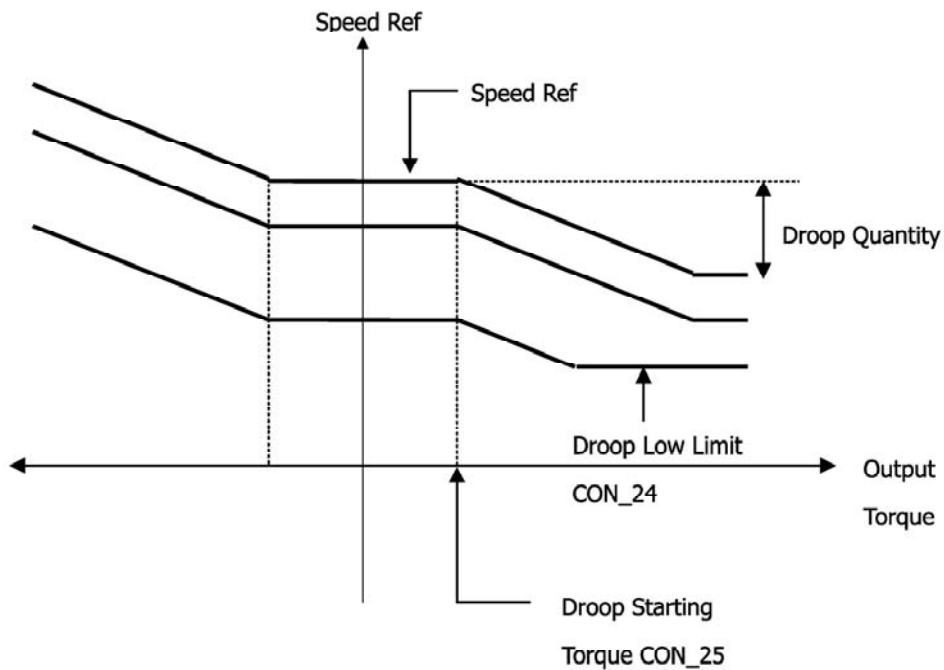 Speed Ref
Speed Ref
Droop Quantity
Droop Low Limit
CON_24
Output
Torque
Droop Starting
Torque CON_25